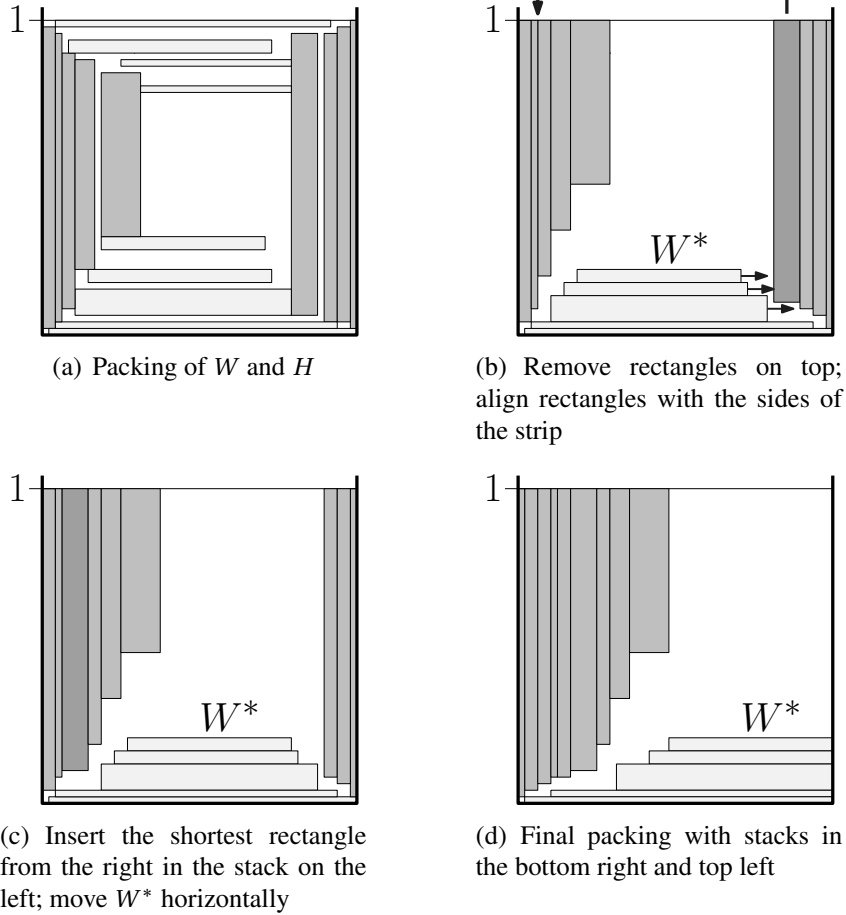 1
(a) Packing of W and H
1
W*
(b) Remove rectangles on top;
align rectangles with the sides of
the strip
1
W*
(c) Insert the shortest rectangle
from the right in the stack on the
left; move W* horizontally
1
W*
(d) Final packing with stacks in
the bottom right and top left